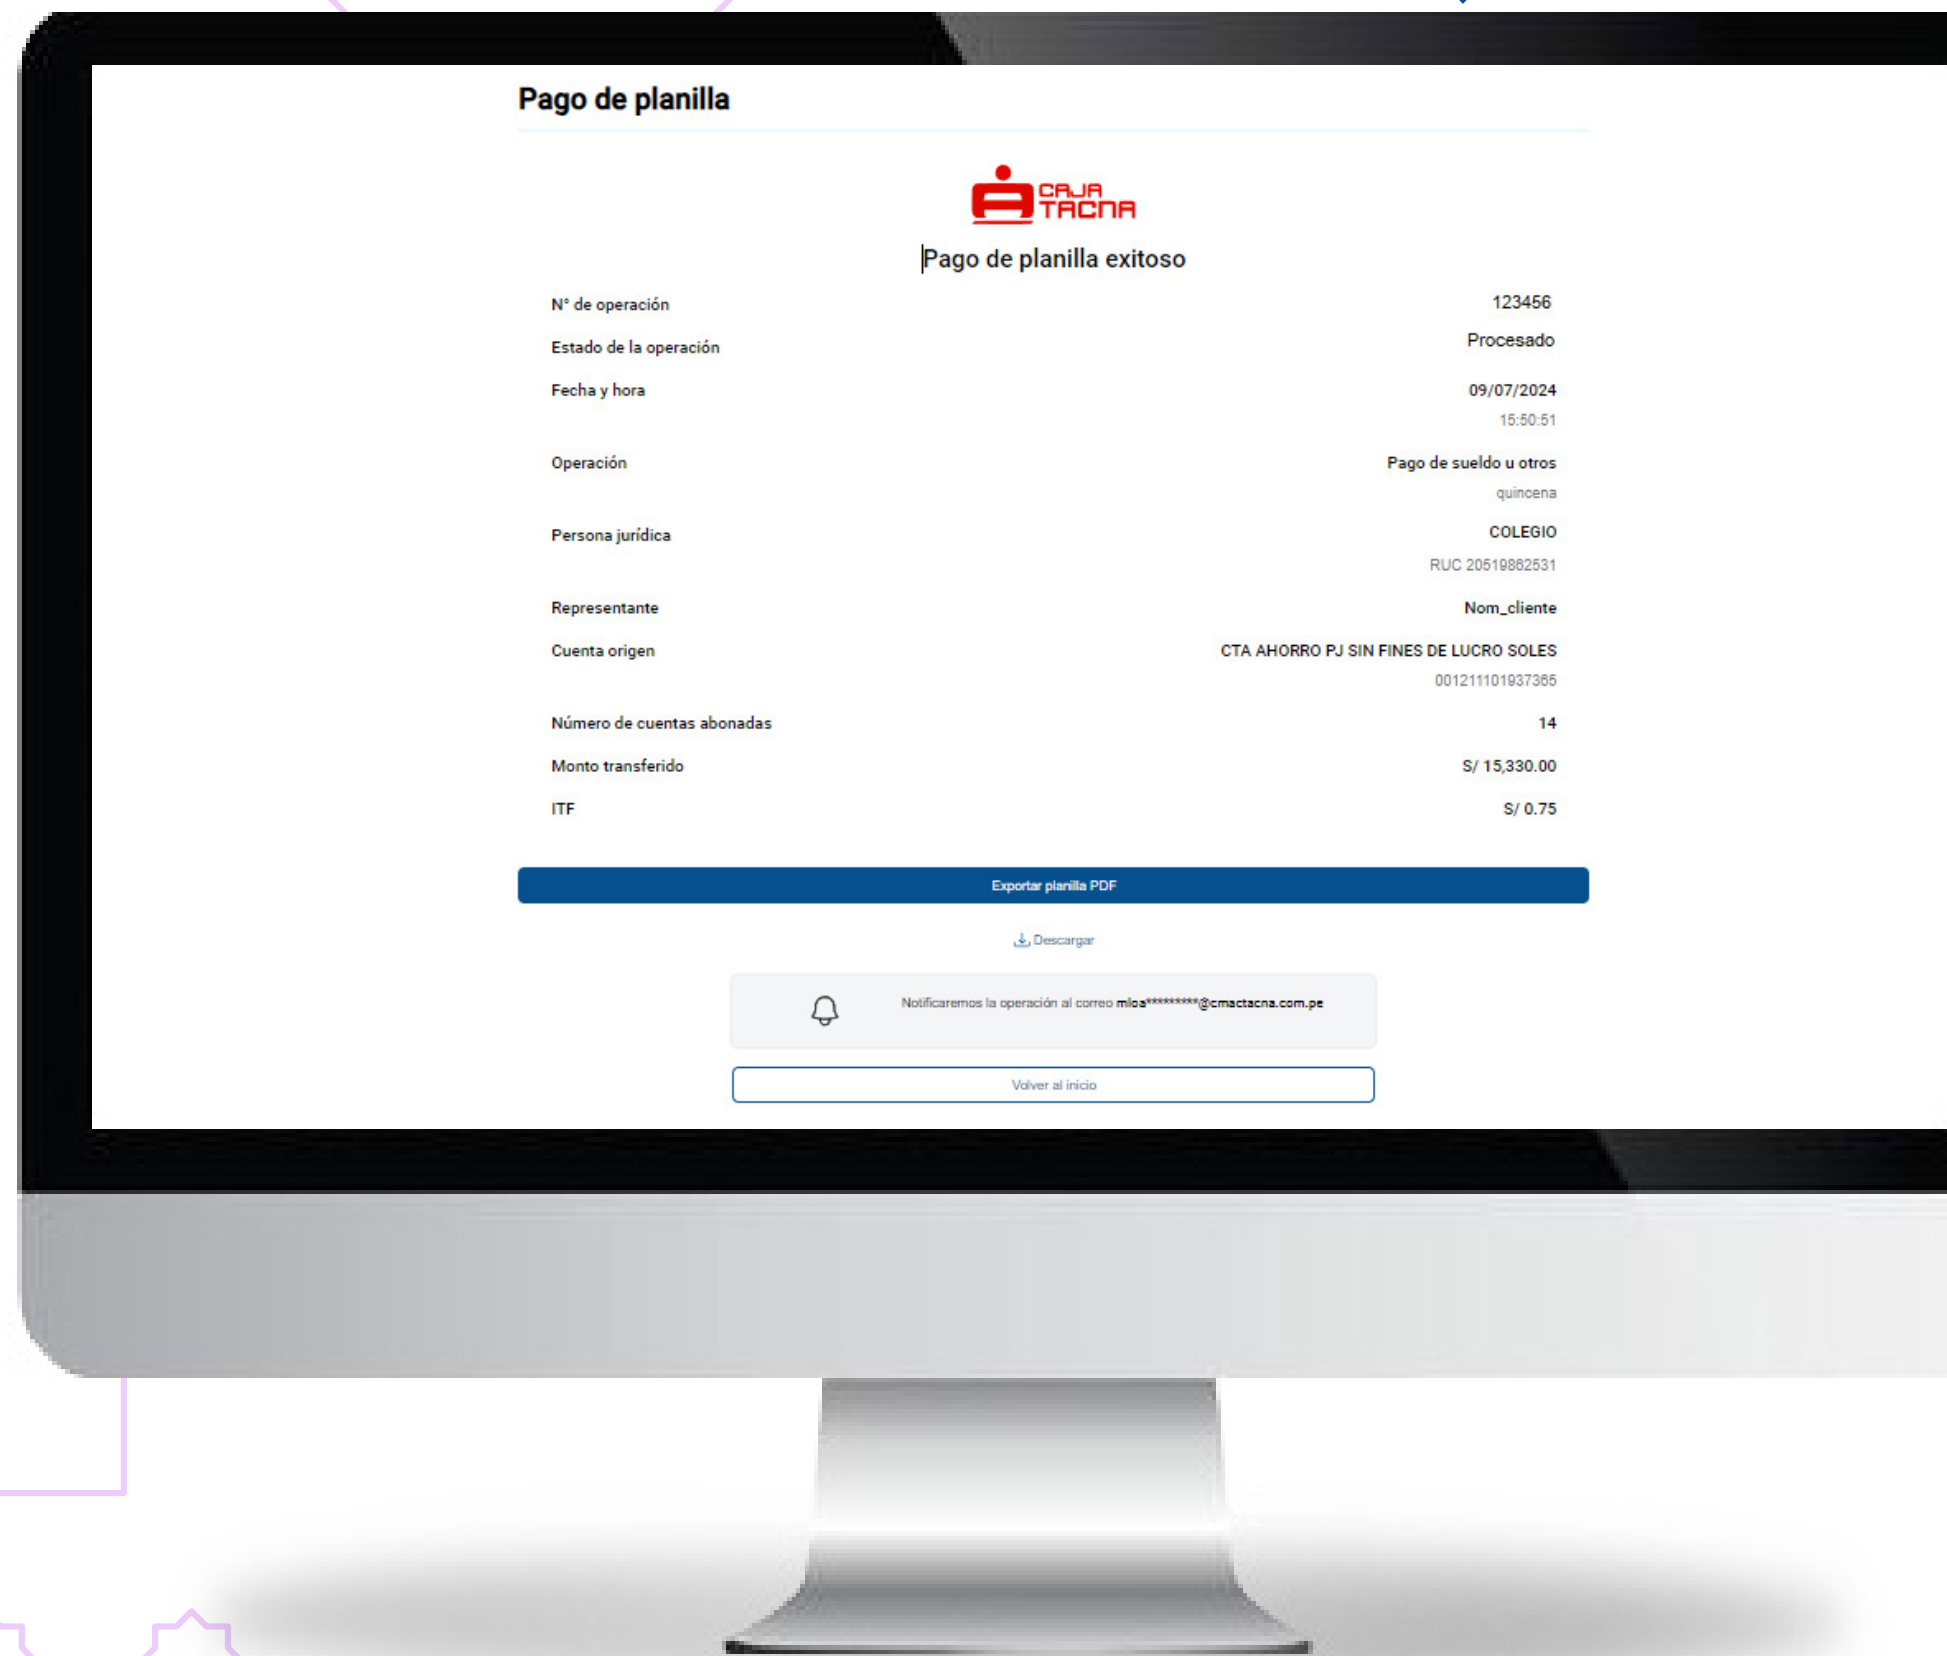 Pago de planilla
CAJA
TACNA
Pago de planilla exitoso
N° de operación 123456
Estado de la operación Procesado
Fecha y hora 09/07/2024
15:50:51
Operación Pago de sueldo u otros
quincena
Persona jurídica COLEGIO
RUC 20519862531
Representante Nom_cliente
Cuenta origen CTA AHORRO PJ SIN FINES DE LUCRO SOLES
001211101937365
Número de cuentas abonadas 14
Monto transferido S/ 15,330.00
ITF S/ 0.75
Exportar planilla PDF
Descargar
Notificaremos la operación al correo mloa*********@cmactacna.com.pe
Volver al inicio